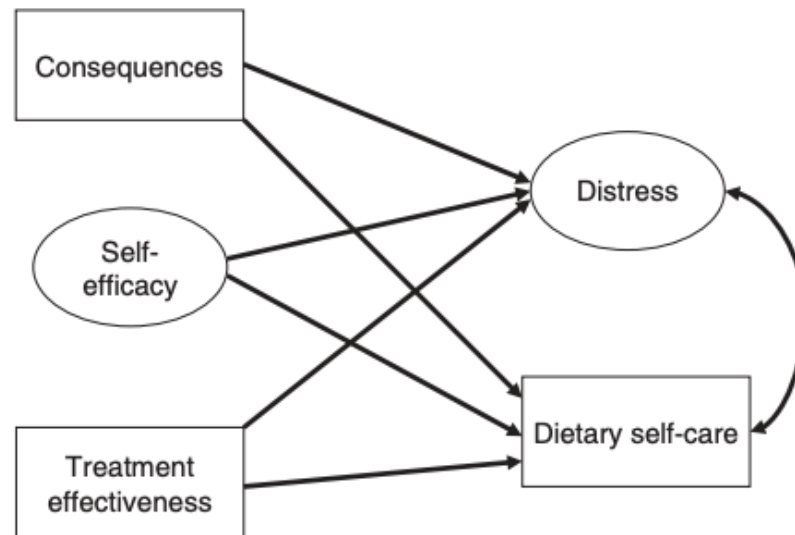 Consequences
Distress
Self-
efficacy
Dietary self-care
Treatment
effectiveness